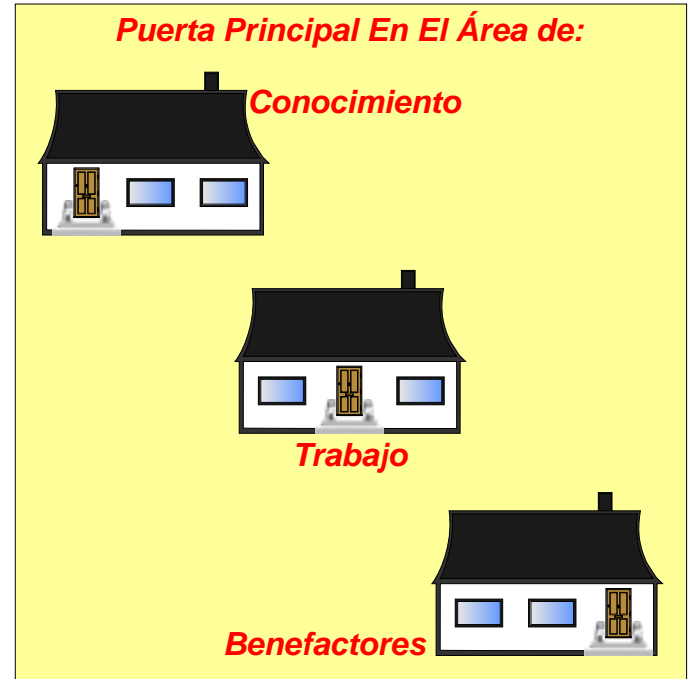 Puerta Principal En El Área de:
Conocimiento
Trabajo
Benefactores